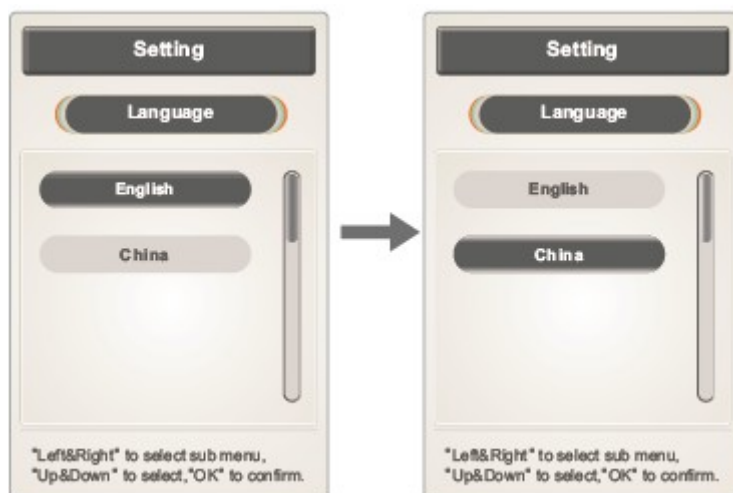 Setting
Language
English
China
"Left&Right" to select sub menu,
"Up&Down" to select,"OK" to confirm.
Setting
Language
English
China
"Left&Right" to select sub menu,
"Up&Down" to select,"OK" to confirm.